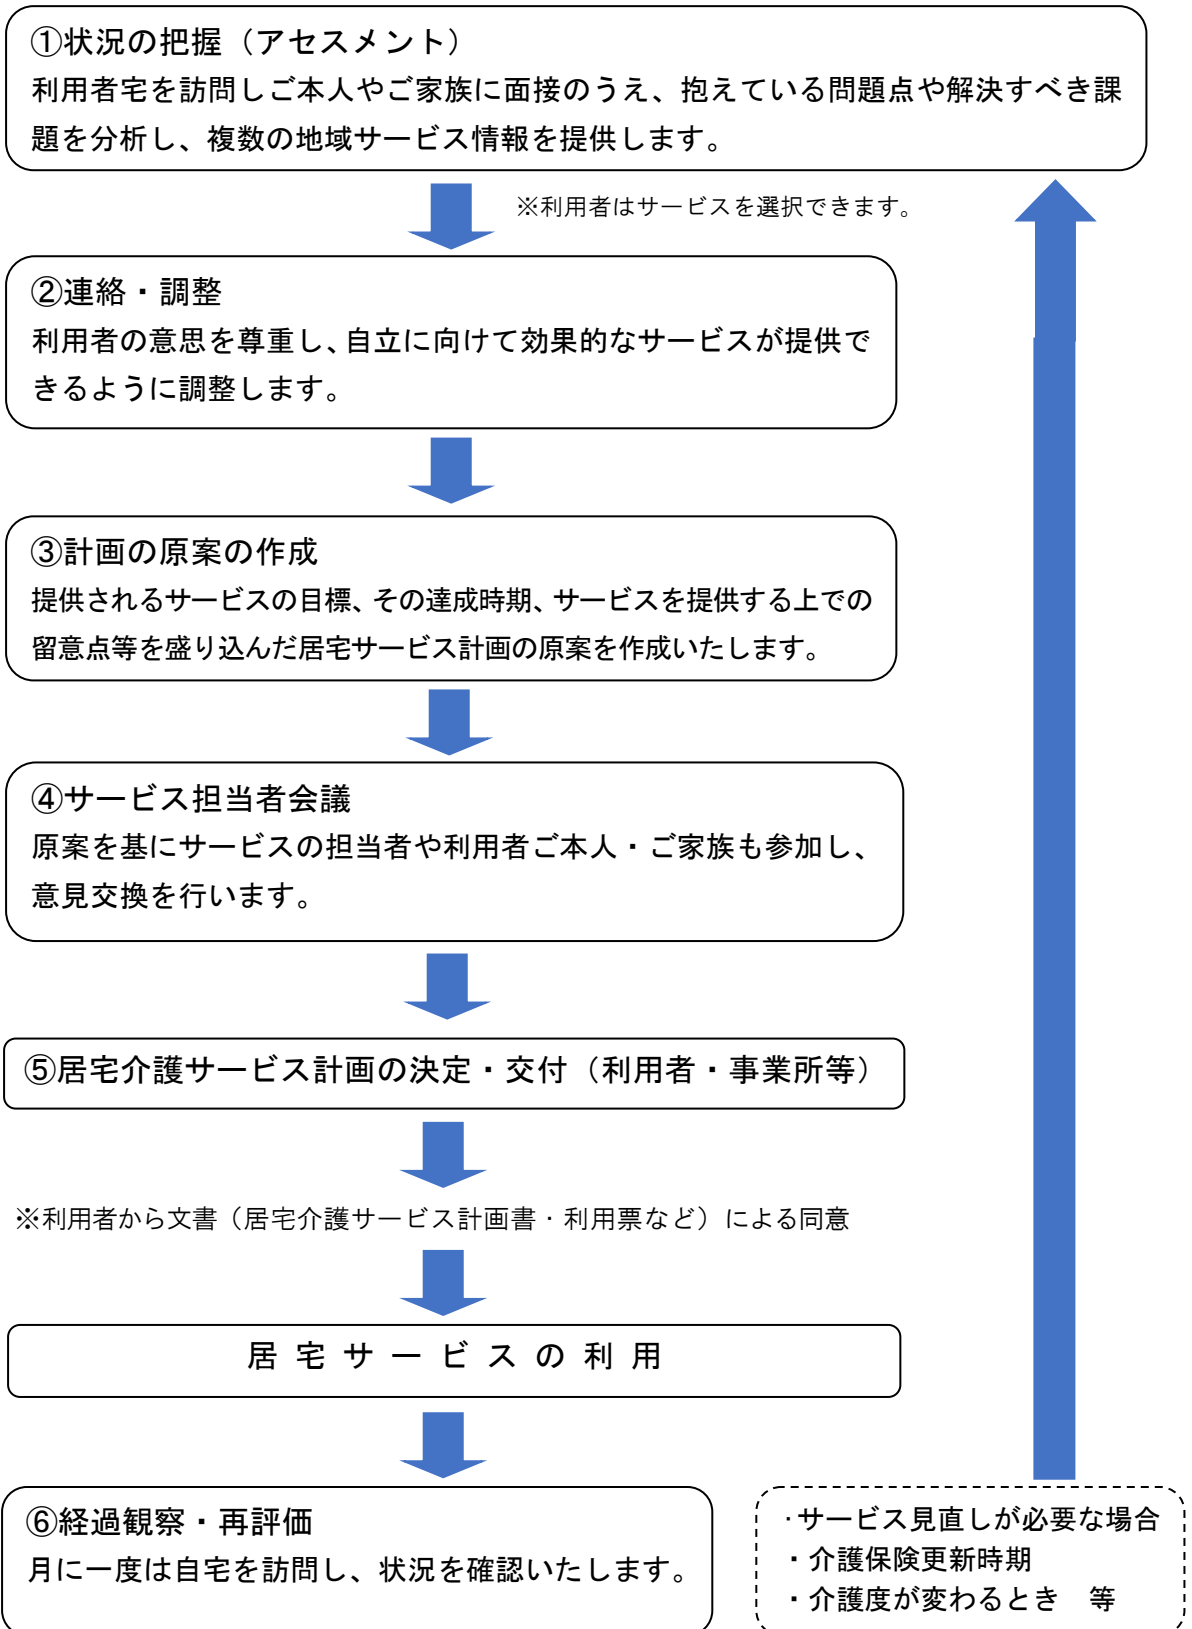 ①状況の把握（アセスメント）
利用者宅を訪問しご本人やご家族に面接のうえ、抱えている問題点や解決すべき課
題を分析し、複数の地域サービス情報を提供します。
※利用者はサービスを選択できます。
②連絡・調整
利用者の意思を尊重し、自立に向けて効果的なサービスが提供で
きるように調整します。
③計画の原案の作成
提供されるサービスの目標、その達成時期、サービスを提供する上での
留意点等を盛り込んだ居宅サービス計画の原案を作成いたします。
④サービス担当者会議
原案を基にサービスの担当者や利用者ご本人・ご家族も参加し、
意見交換を行います。
⑤居宅介護サービス計画の決定・交付（利用者・事業所等）
※利用者から文書（居宅介護サービス計画書・利用票など）による同意
居宅サービスの利用
⑥経過観察・再評価
月に一度は自宅を訪問し、状況を確認いたします。
・サービス見直しが必要な場合
・介護保険更新時期
・介護度が変わるとき　等